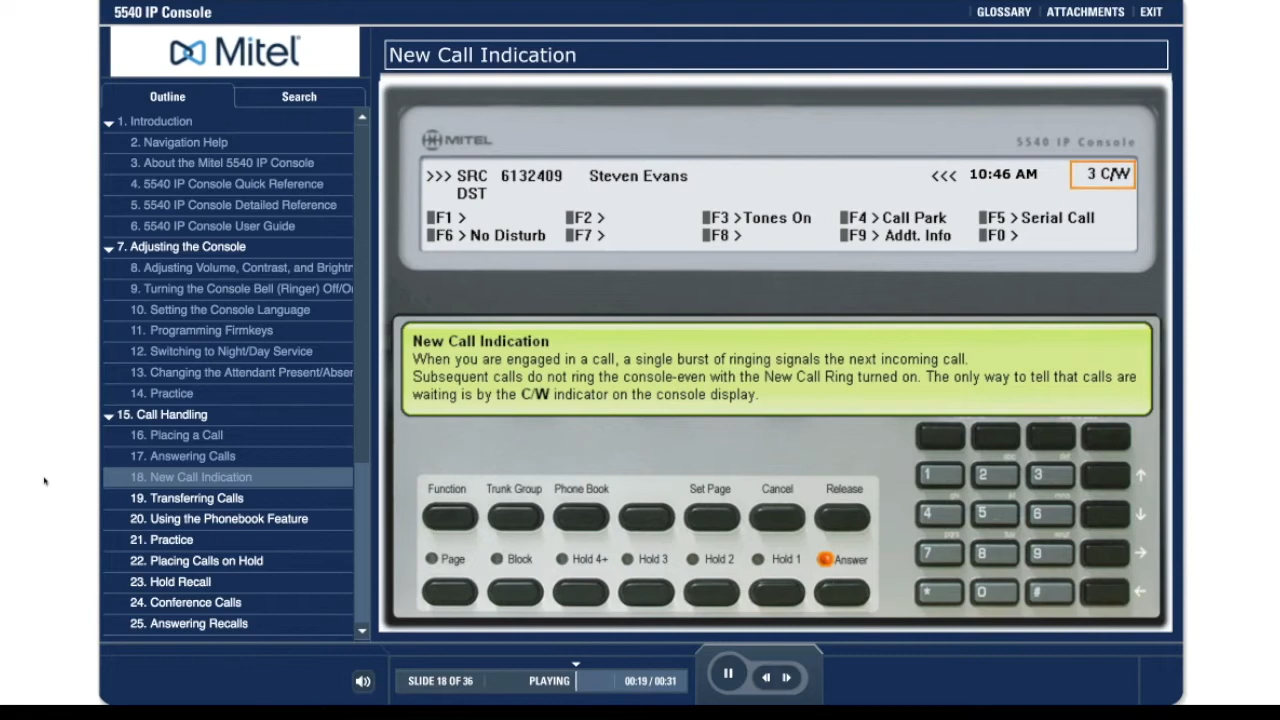 5540 IP Console
GLOSSARY
ATTACHMENTS
EXIT
Mitel
Outline
Search
1. Introduction
2. Navigation Help
3. About the Mitel 5540 IP Console
4. 5540 IP Console Quick Reference
5. 5540 IP Console Detailed Reference
6. 5540 IP Console User Guide
7. Adjusting the Console
8. Adjusting Volume, Contrast, and Brightn
9. Turning the Console Bell (Ringer) Off/O
10. Setting the Console Language
11. Programming Firmkeys
12. Switching to Night/Day Service
13. Changing the Attendant Present/Abser
14. Practice
15. Call Handling
16. Placing a Call
17. Answering Calls
18. New Call Indication
19. Transferring Calls
20. Using the Phonebook Feature
21. Practice
22. Placing Calls on Hold
23. Hold Recall
24. Conference Calls
25. Answering Recalls
New Call Indication
MITEL
5540 IP Console
>>> SRC 6132409 Steven Evans <<< 10:46 AM 3 C/W
DST
F1 > F2 > F3 >Tones On F4 >Call Park F5 >Serial Call
F6 > No Disturb F7 > F8 > F9 > Addt. Info F0 >
New Call Indication
When you are engaged in a call, a single burst of ringing signals the next incoming call.
Subsequent calls do not ring the console-even with the New Call Ring turned on. The only way to tell that calls are
waiting is by the C/W indicator on the console display.
Function Trunk Group Phone Book Set Page Cancel Release
Page Block Hold 4+ Hold 3 Hold 2 Hold 1 Answer
1 2 3
4 5 6
7 8 9
* 0 #
SLIDE 18 OF 36 PLAYING 00:19 / 00:31